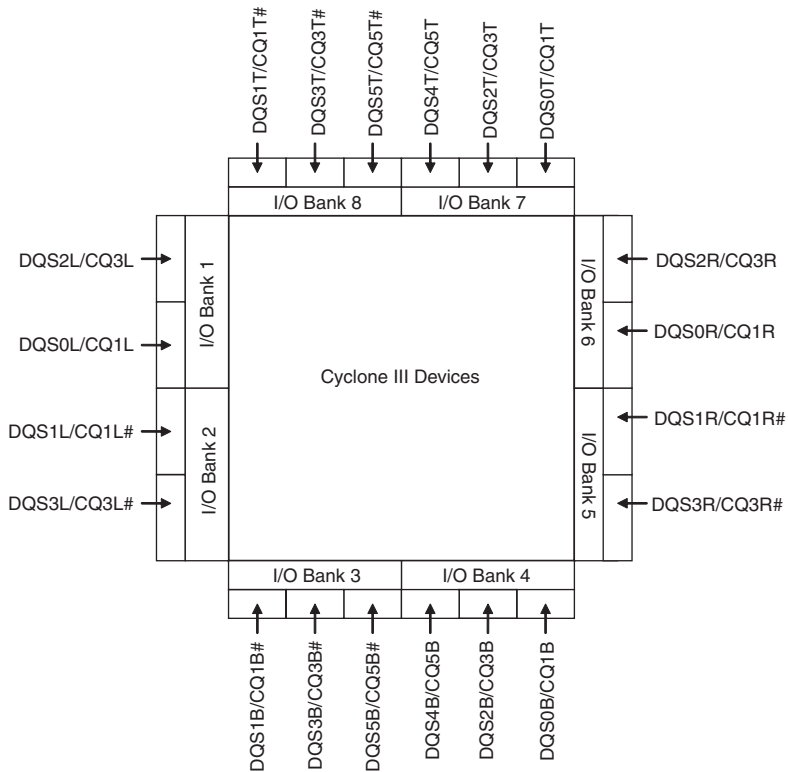 DQS1T/CQ1T#
DQS3T/CQ3T#
DQS5T/CQ5T#
DQS4T/CQ5T
DQS2T/CQ3T
DQS0T/CQ1T
I/O Bank 8
I/O Bank 7
DQS2L/CQ3L
DQS0L/CQ1L
DQS1L/CQ1L#
DQS3L/CQ3L#
I/O Bank 1
I/O Bank 2
Cyclone III Devices
I/O Bank 6
I/O Bank 5
DQS2R/CQ3R
DQS0R/CQ1R
DQS1R/CQ1R#
DQS3R/CQ3R#
I/O Bank 3
I/O Bank 4
DQS1B/CQ1B#
DQS3B/CQ3B#
DQS5B/CQ5B#
DQS4B/CQ5B
DQS2B/CQ3B
DQS0B/CQ1B